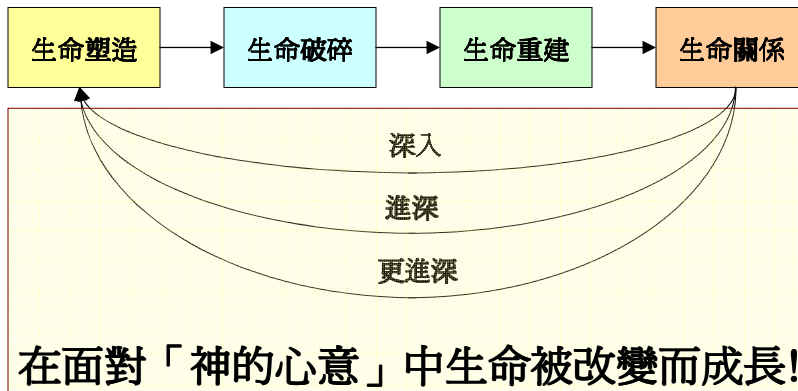 生命塑造 生命破碎 生命重建 生命關係
深入
進深
更進深
在面對「神的心意」中生命被改變而成長!